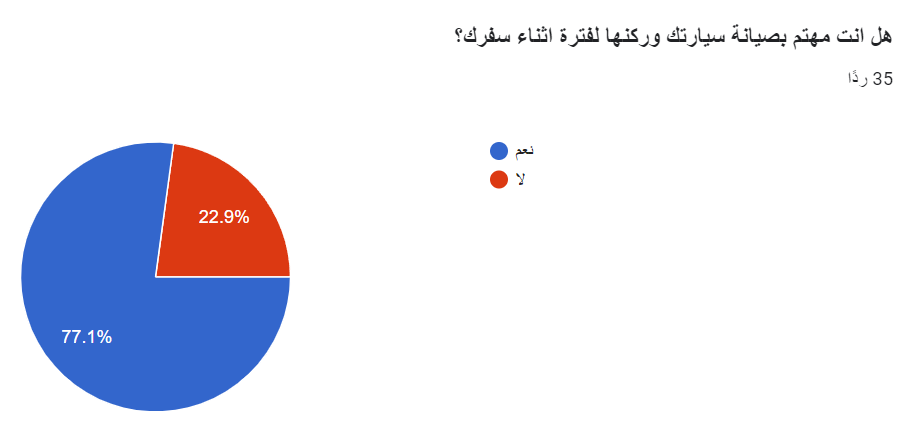 هل انت مهتم بصيانة سيارتك وركنها لفترة اثناء سفرك؟
35 ردًا
نعم
لا
22.9%
77.1%